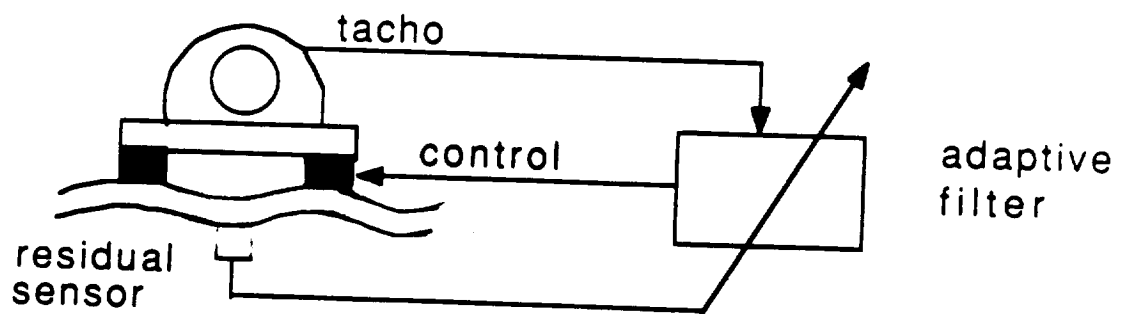 tacho
control
adaptive
filter
residual
sensor